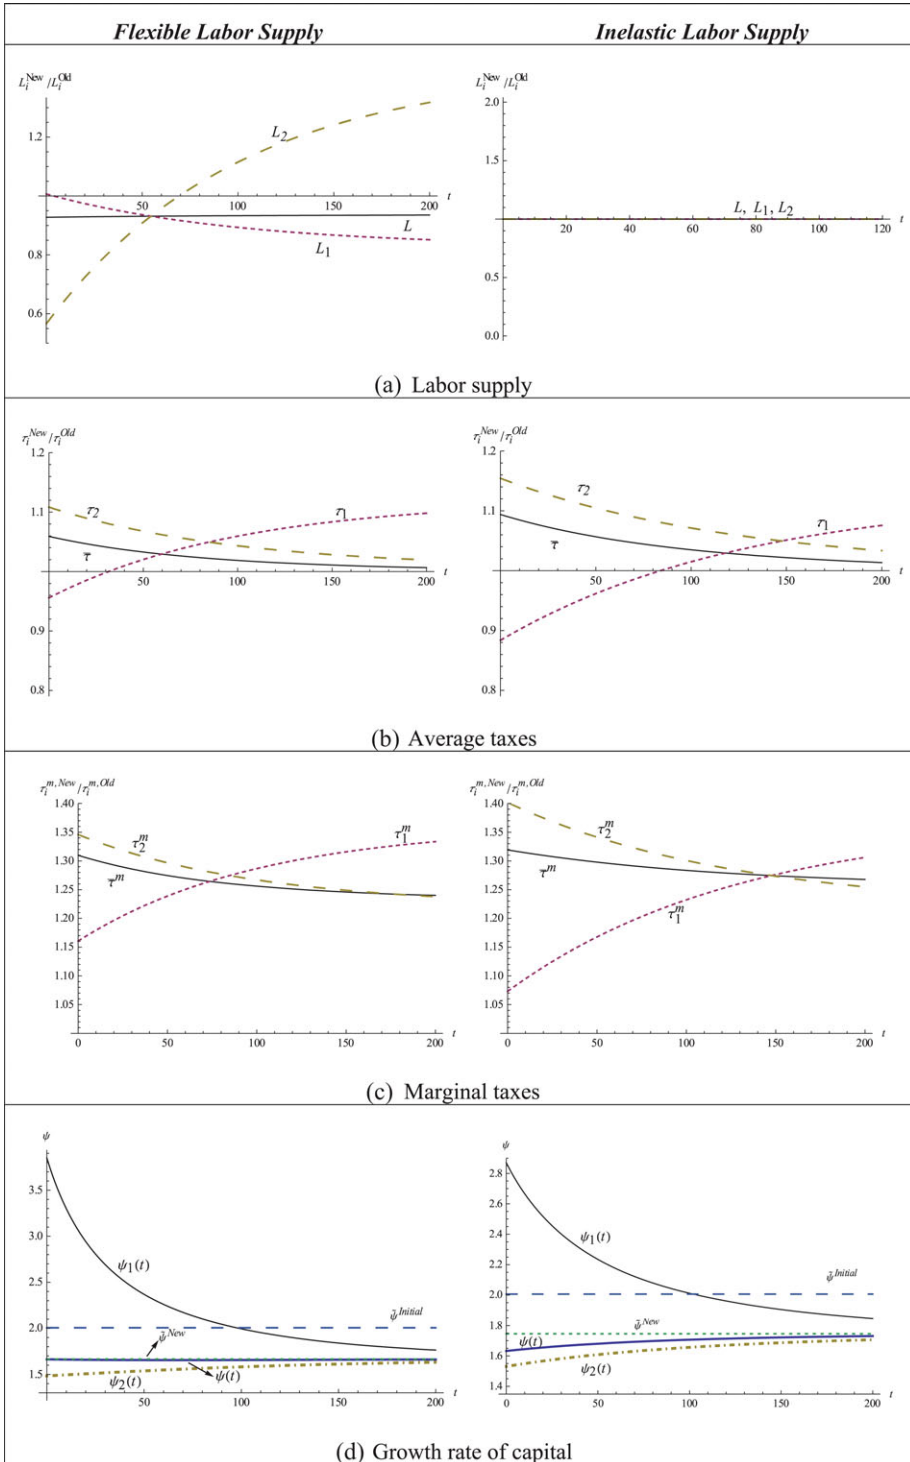 Flexible Labor Supply
Inelastic Labor Supply
L_i^New / L_i^Old
1.2
0.8
0.6
50
100
150
200
t
L_2
L
L_1
L_i^New / L_i^Old
2.0
1.5
1.0
0.5
0.0
20
40
60
80
100
120
t
L, L_1, L_2
(a) Labor supply
τ_i^New / τ_i^Old
1.2
1.1
0.9
0.8
50
100
150
200
t
τ_2
τ_1
τ̄
τ_i^New / τ_i^Old
1.2
1.1
0.9
0.8
50
100
150
200
t
τ_2
τ_1
τ̄
(b) Average taxes
τ_i^m,New / τ_i^m,Old
1.40
1.35
1.30
1.25
1.20
1.15
1.10
1.05
0
50
100
150
200
t
τ_2^m
τ_1^m
τ̄^m
τ_i^m,New / τ_i^m,Old
1.40
1.35
1.30
1.25
1.20
1.15
1.10
1.05
0
50
100
150
200
t
τ_2^m
τ̄^m
τ_1^m
(c) Marginal taxes
ψ
3.5
3.0
2.5
2.0
1.5
0
50
100
150
200
t
ψ_1(t)
ψ̃^Initial
ψ̃^New
ψ_2(t)
ψ(t)
ψ
2.8
2.6
2.4
2.2
2.0
1.8
1.6
1.4
0
50
100
150
200
t
ψ_1(t)
ψ̃^Initial
ψ̃^New
ψ(t)
ψ_2(t)
(d) Growth rate of capital